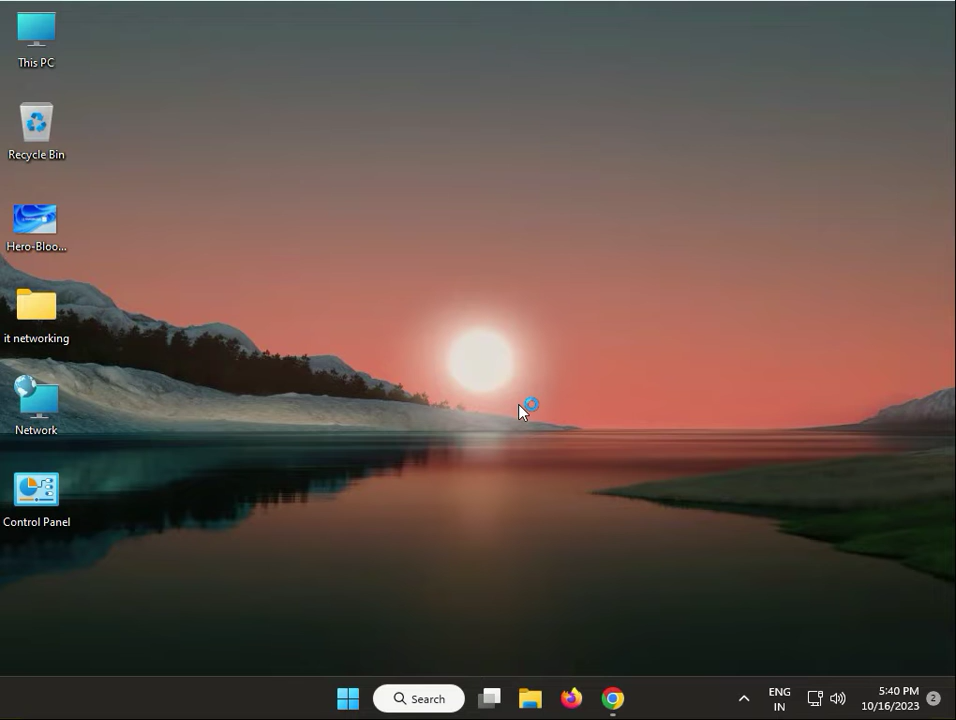 This PC
Recycle Bin
Hero-Bloo...
it networking
Network
Control Panel
Search
ENG
IN
5:40 PM
10/16/2023
2